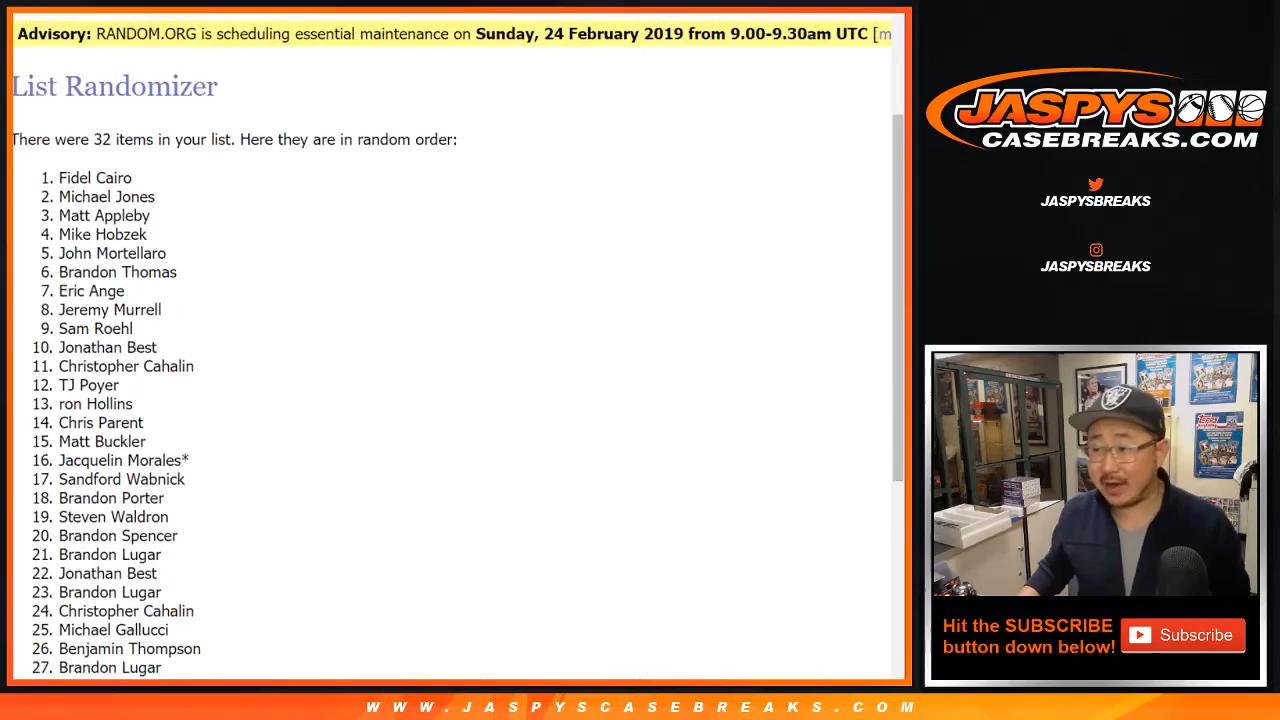 Advisory: RANDOM.ORG is scheduling essential maintenance on Sunday, 24 February 2019 from 9.00-9.30am UTC [m
List Randomizer
There were 32 items in your list. Here they are in random order:
1. Fidel Cairo
2. Michael Jones
3. Matt Appleby
4. Mike Hobzek
5. John Mortellaro
6. Brandon Thomas
7. Eric Ange
8. Jeremy Murrell
9. Sam Roehl
10. Jonathan Best
11. Christopher Cahalin
12. TJ Poyer
13. ron Hollins
14. Chris Parent
15. Matt Buckler
16. Jacquelin Morales*
17. Sandford Wabnick
18. Brandon Porter
19. Steven Waldron
20. Brandon Spencer
21. Brandon Lugar
22. Jonathan Best
23. Brandon Lugar
24. Christopher Cahalin
25. Michael Gallucci
26. Benjamin Thompson
27. Brandon Lugar
JASPYS
CASEBREAKS.COM
JASPYSBREAKS
JASPYSBREAKS
Hit the SUBSCRIBE
button down below!
Subscribe
WWW.JASPYSCASEBREAKS.COM